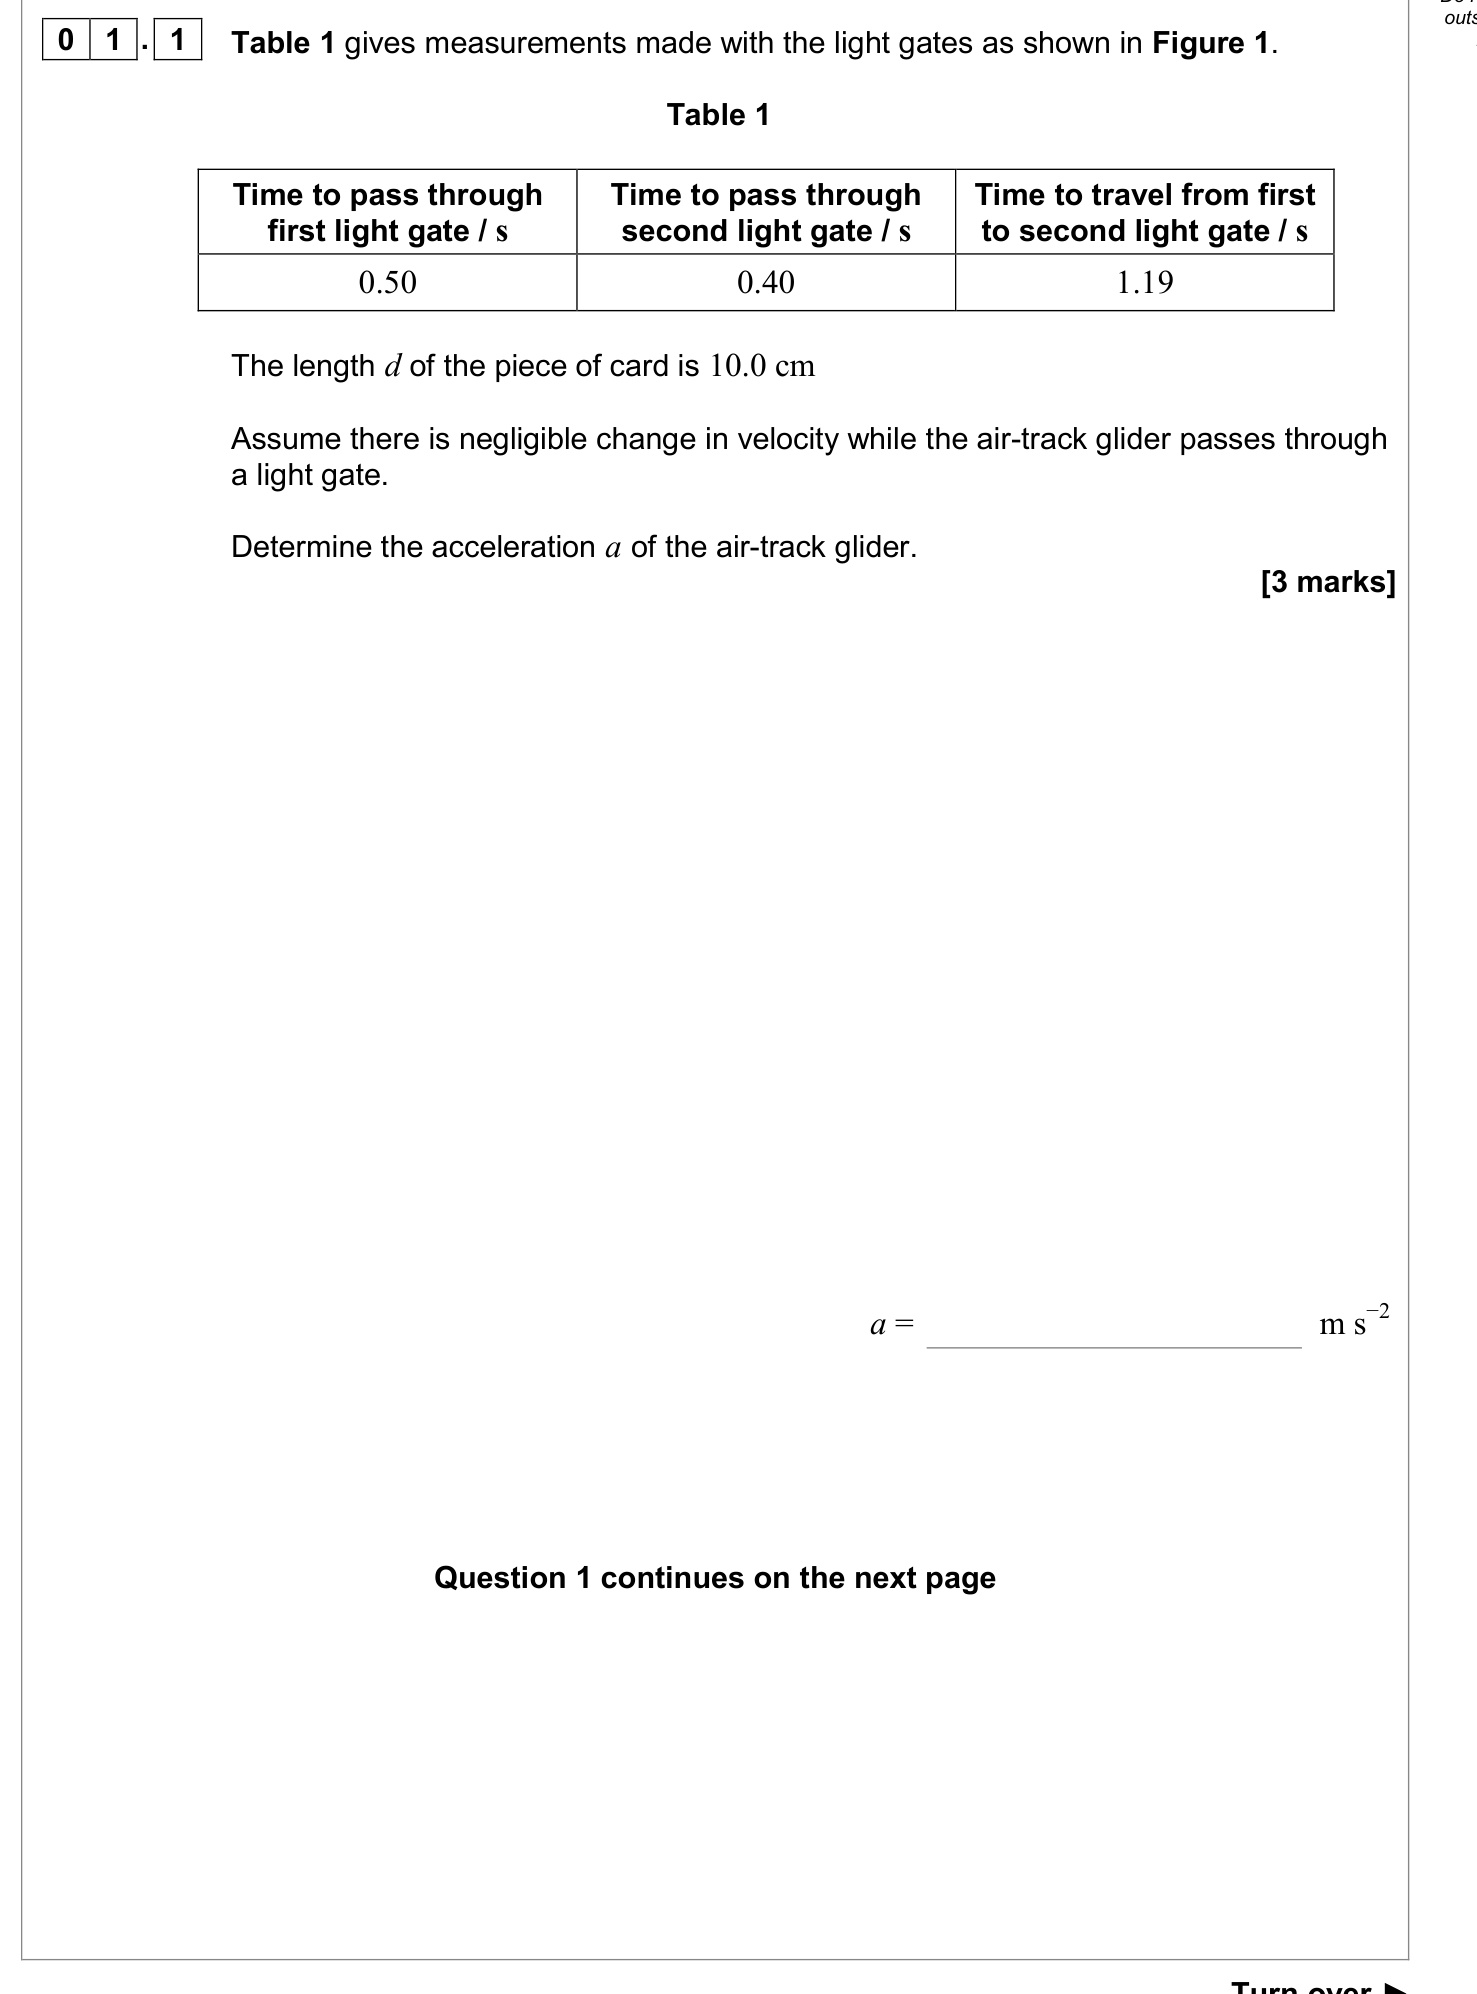 outs
0 1 . 1 Table 1 gives measurements made with the light gates as shown in Figure 1.
Table 1
Time to pass through first light gate / s
Time to pass through second light gate / s
Time to travel from first to second light gate / s
0.50 0.40 1.19
The length d of the piece of card is 10.0 cm
Assume there is negligible change in velocity while the air-track glider passes through
a light gate.
Determine the acceleration a of the air-track glider.
[3 marks]
a = ____ m s⁻²
Question 1 continues on the next page
Turn over ►